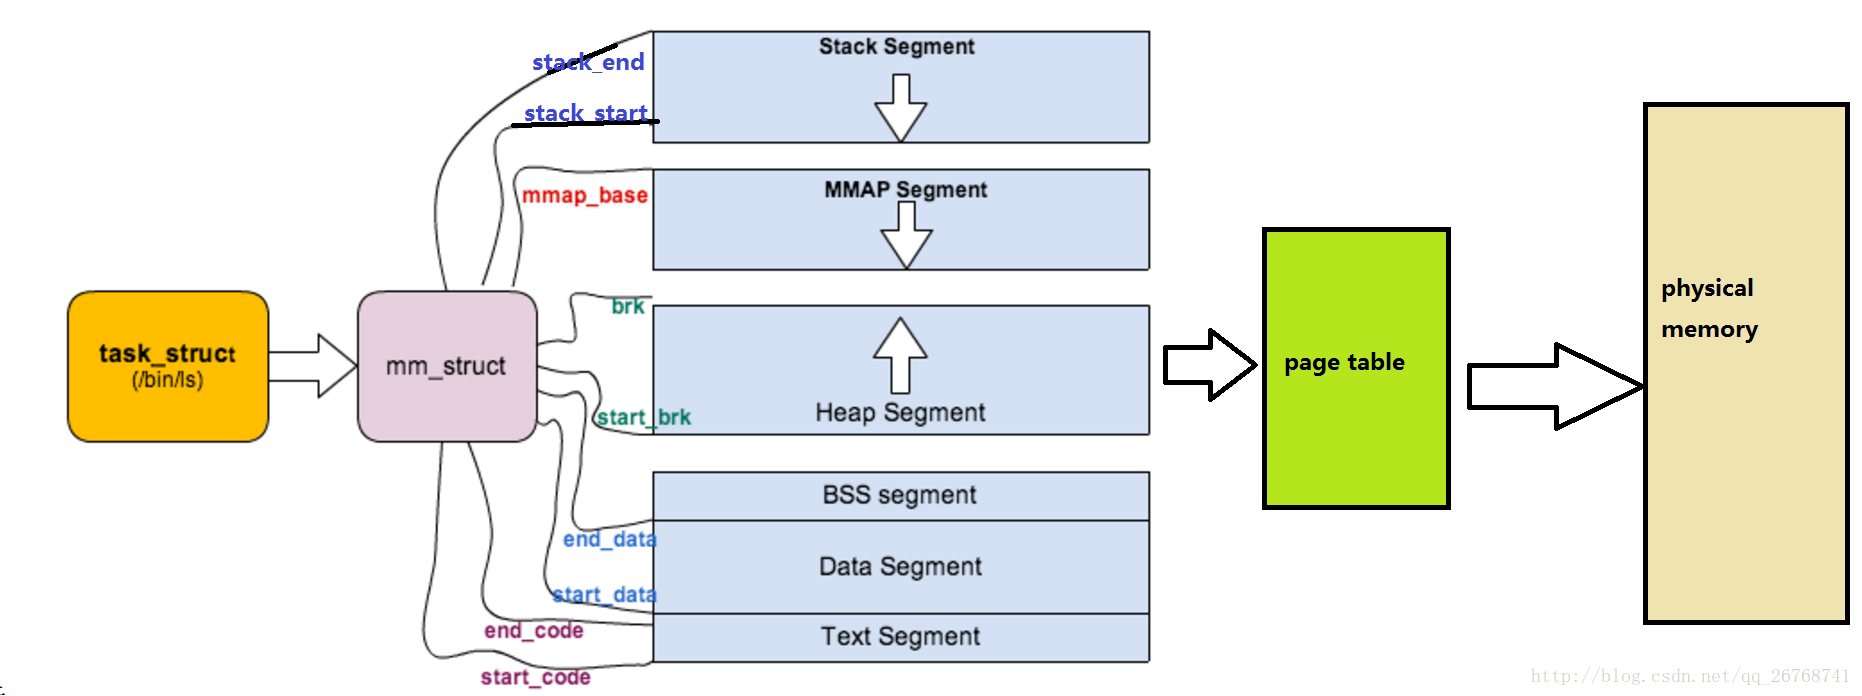 stack_end
Stack Segment
stack_start
mmap_base
MMAP Segment
brk
start_brk
Heap Segment
task_struct
(/bin/ls)
mm_struct
page table
physical
memory
BSS segment
end_data
Data Segment
start_data
end_code
Text Segment
start_code
http://blog.csdn.net/qq_26768741